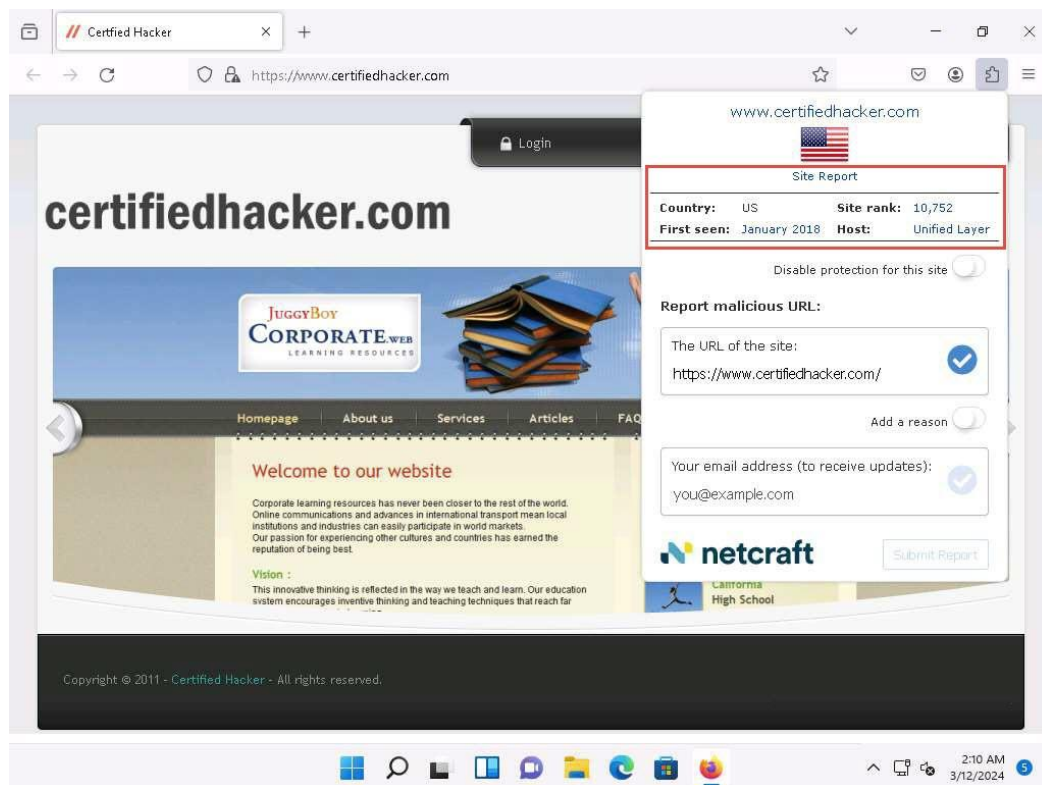 Certfied Hacker
https://www.certifiedhacker.com
Login
certifiedhacker.com
JUGGYBOY
CORPORATE.WEB
LEARNING RESOURCES
Homepage About us Services Articles FAQ
Welcome to our website
Corporate learning resources has never been closer to the rest of the world.
Online communications and advances in international transport mean local
institutions and industries can easily participate in world markets.
Our passion for experiencing other cultures and countries has earned the
reputation of being best.
Vision :
This innovative thinking is reflected in the way we teach and learn. Our education
system encourages inventive thinking and teaching techniques that reach far
www.certifiedhacker.com
Site Report
Country: US Site rank: 10,752
First seen: January 2018 Host: Unified Layer
Disable protection for this site
Report malicious URL:
The URL of the site:
https://www.certifiedhacker.com/
Add a reason
Your email address (to receive updates):
you@example.com
netcraft
Submit Report
California
High School
Copyright © 2011 - Certified Hacker - All rights reserved.
2:10 AM
3/12/2024
5